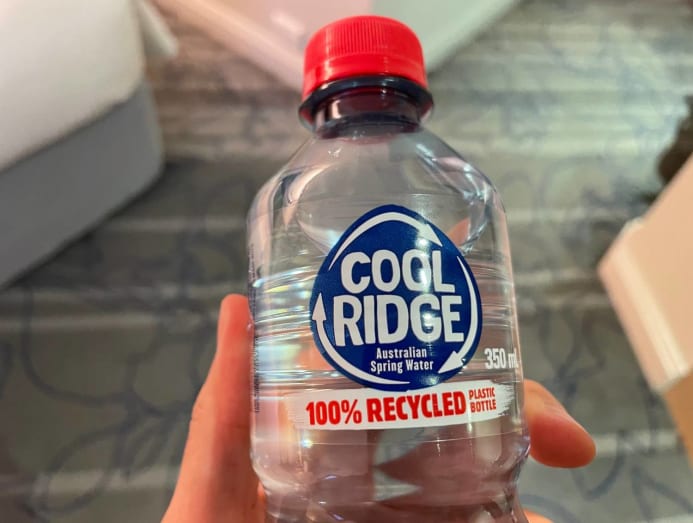 COOL
RIDGE
Australian
Spring Water
350 mL
100% RECYCLED PLASTIC
BOTTLE